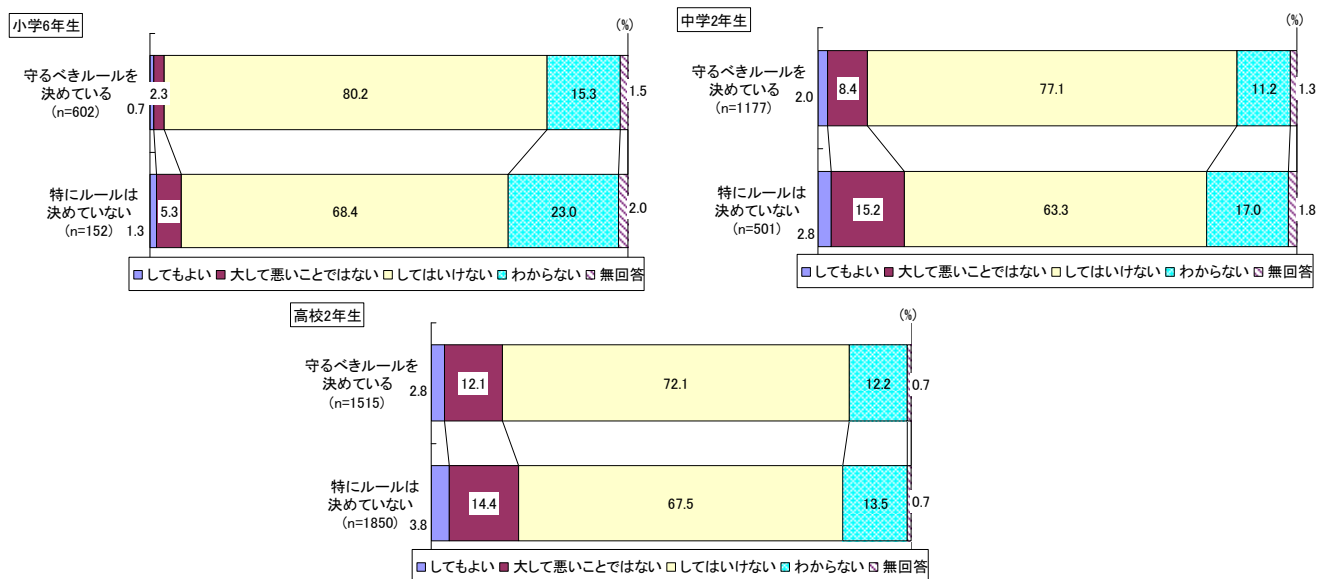 小学6年生
(%)
守るべきルールを
決めている
(n=602)
0.7
2.3
80.2
15.3
1.5
特にルールは
決めていない
(n=152)
1.3
5.3
68.4
23.0
2.0
してもよい 大して悪いことではない してはいけない わからない 無回答
中学2年生
(%)
守るべきルールを
決めている
(n=1177)
2.0
8.4
77.1
11.2
1.3
特にルールは
決めていない
(n=501)
2.8
15.2
63.3
17.0
1.8
してもよい 大して悪いことではない してはいけない わからない 無回答
高校2年生
(%)
守るべきルールを
決めている
(n=1515)
2.8
12.1
72.1
12.2
0.7
特にルールは
決めていない
(n=1850)
3.8
14.4
67.5
13.5
0.7
してもよい 大して悪いことではない してはいけない わからない 無回答